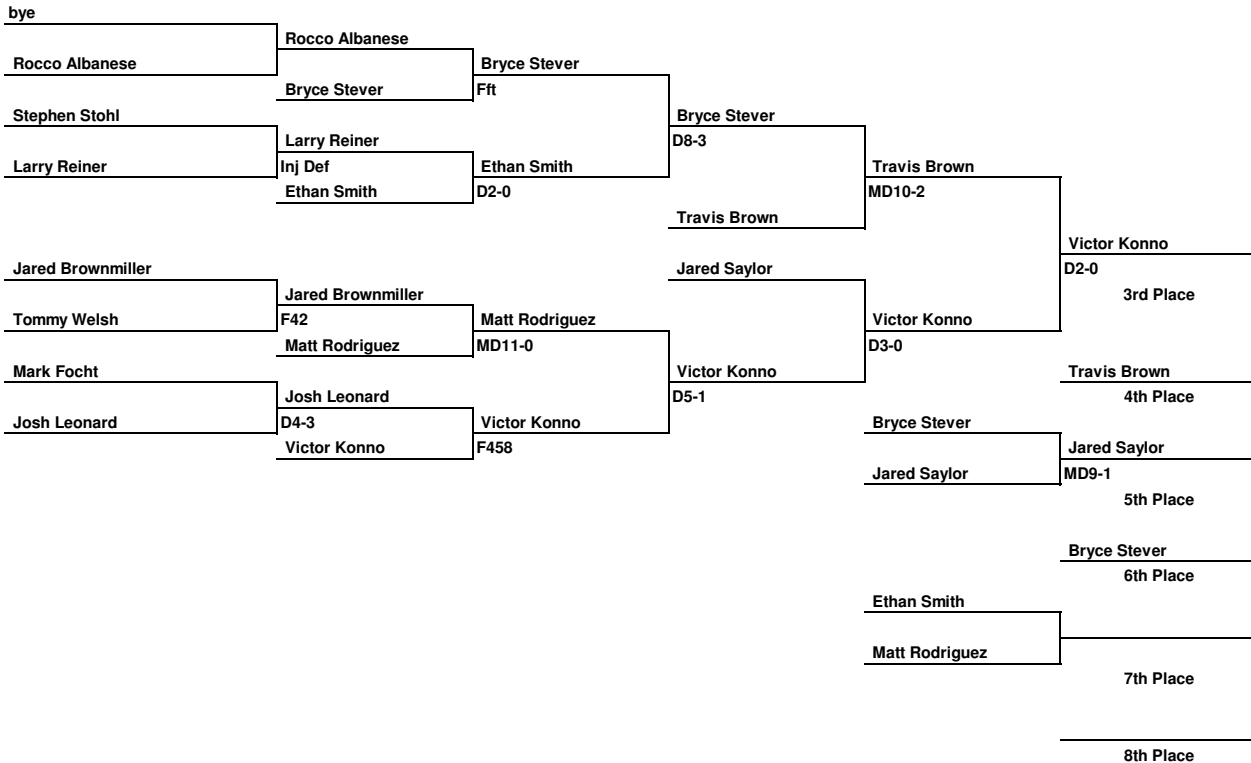 bye
Rocco Albanese
Rocco Albanese
Bryce Stever
Bryce Stever
Fft
Stephen Stohl
Bryce Stever
Larry Reiner
D8-3
Larry Reiner
Inj Def
Ethan Smith
Travis Brown
Ethan Smith
D2-0
MD10-2
Travis Brown
Victor Konno
Jared Brownmiller
Jared Saylor
D2-0
Jared Brownmiller
3rd Place
Tommy Welsh
F42
Matt Rodriguez
Victor Konno
Matt Rodriguez
MD11-0
D3-0
Mark Focht
Victor Konno
Travis Brown
Josh Leonard
D5-1
4th Place
Josh Leonard
D4-3
Victor Konno
Bryce Stever
Victor Konno
F458
Jared Saylor
Jared Saylor
MD9-1
5th Place
Bryce Stever
6th Place
Ethan Smith
Matt Rodriguez
7th Place
8th Place